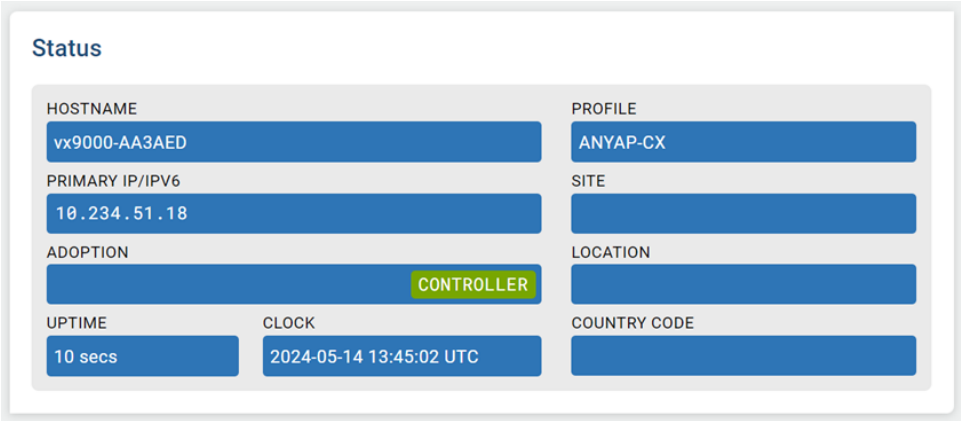 Status
HOSTNAME
vx9000-AA3AED
PROFILE
ANYAP-CX
PRIMARY IP/IPV6
10.234.51.18
SITE
ADOPTION
CONTROLLER
LOCATION
UPTIME
10 secs
CLOCK
2024-05-14 13:45:02 UTC
COUNTRY CODE